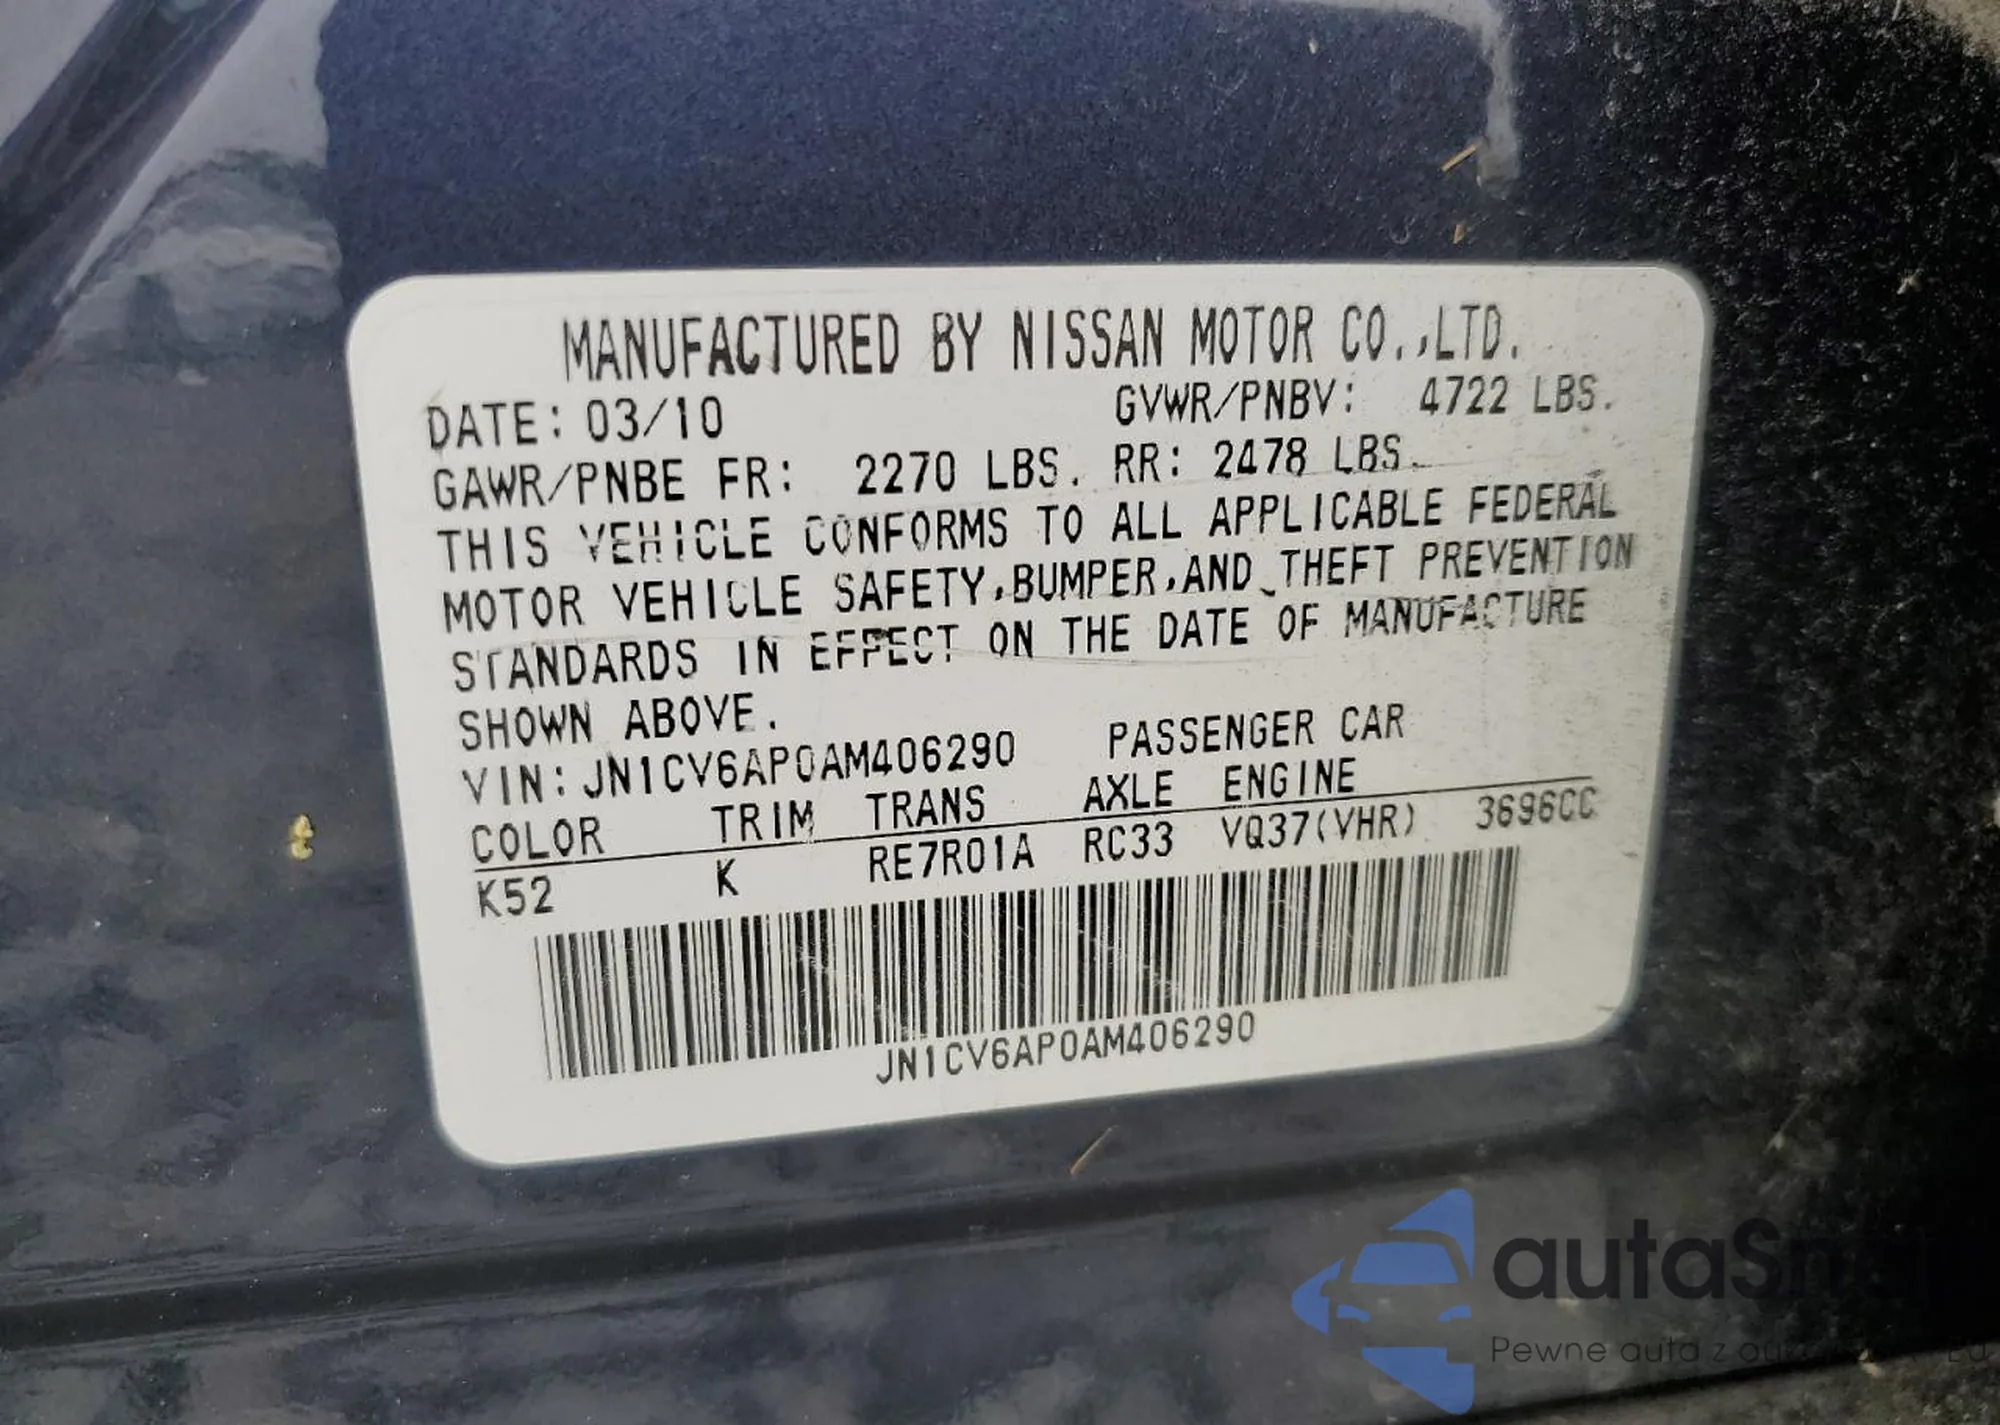 MANUFACTURED BY NISSAN MOTOR CO.,LTD.
DATE: 03/10 GVWR/PNBV: 4722 LBS.
GAWR/PNBE FR: 2270 LBS. RR: 2478 LBS.
THIS VEHICLE CONFORMS TO ALL APPLICABLE FEDERAL
MOTOR VEHICLE SAFETY,BUMPER,AND THEFT PREVENTION
STANDARDS IN EFFECT ON THE DATE OF MANUFACTURE
SHOWN ABOVE.
VIN:JN1CV6AP0AM406290 PASSENGER CAR
COLOR TRIM TRANS AXLE ENGINE
K52 K RE7R01A RC33 VQ37(VHR) 3696CC
JN1CV6AP0AM406290
Pewne auta z